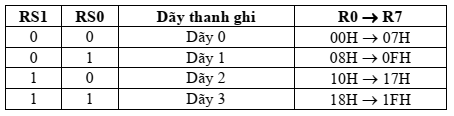 RS1 RS0 Dãy thanh ghi R0 → R7
0 0 Dãy 0 00H → 07H
0 1 Dãy 1 08H → 0FH
1 0 Dãy 2 10H → 17H
1 1 Dãy 3 18H → 1FH